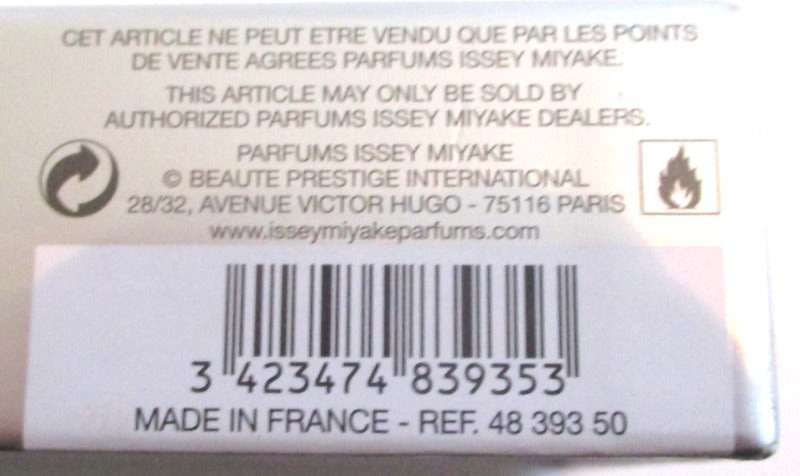 CET ARTICLE NE PEUT ETRE VENDU QUE PAR LES POINTS
DE VENTE AGREES PARFUMS ISSEY MIYAKE.
THIS ARTICLE MAY ONLY BE SOLD BY
AUTHORIZED PARFUMS ISSEY MIYAKE DEALERS.
PARFUMS ISSEY MIYAKE
© BEAUTE PRESTIGE INTERNATIONAL
28/32, AVENUE VICTOR HUGO - 75116 PARIS
www.isseymiyakeparfums.com
3 423474 839353
MADE IN FRANCE - REF. 48 393 50